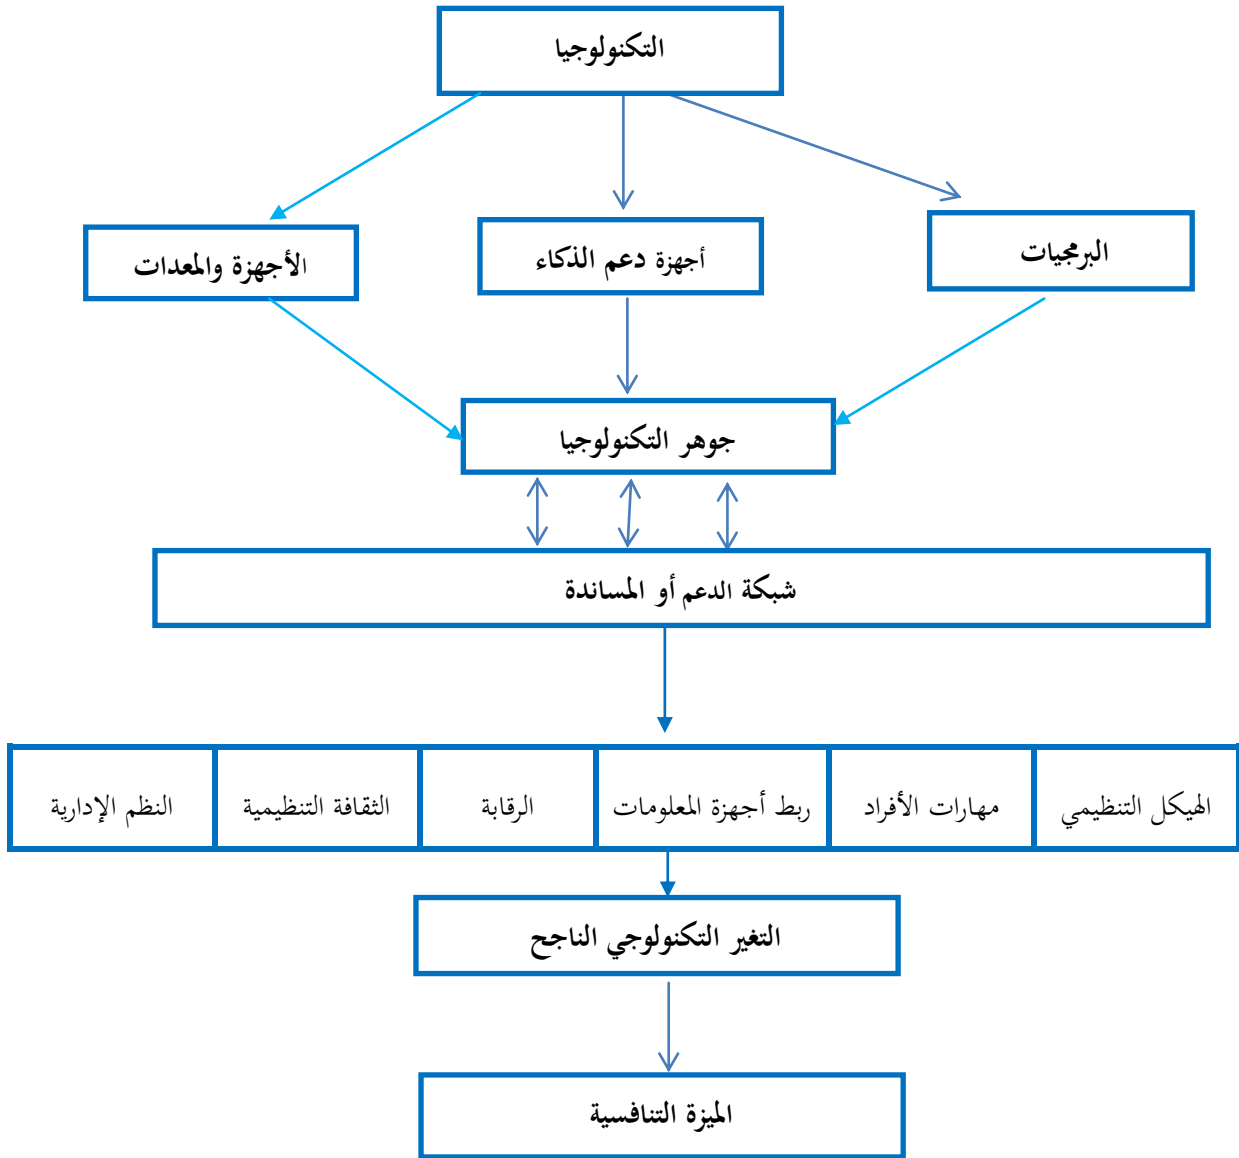 التكنولوجيا
البرمجيات
أجهزة دعم الذكاء
الأجهزة والمعدات
جوهر التكنولوجيا
شبكة الدعم أو المساندة
الهيكل التنظيمي
مهارات الأفراد
ربط أجهزة المعلومات
الرقابة
الثقافة التنظيمية
النظم الإدارية
التغير التكنولوجي الناجح
الميزة التنافسية